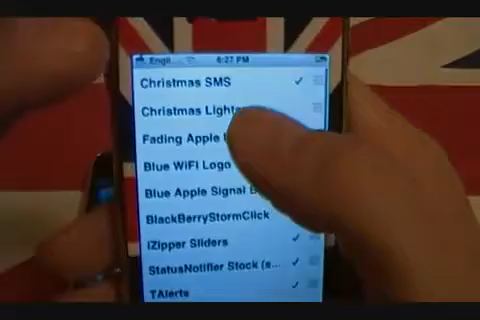 Engli... 6:27 PM
Christmas SMS
Christmas Lights
Fading Apple
Blue WiFi Logo
Blue Apple Signal B
BlackBerryStormClick
iZipper Sliders
StatusNotifier Stock (s...
TAlerts